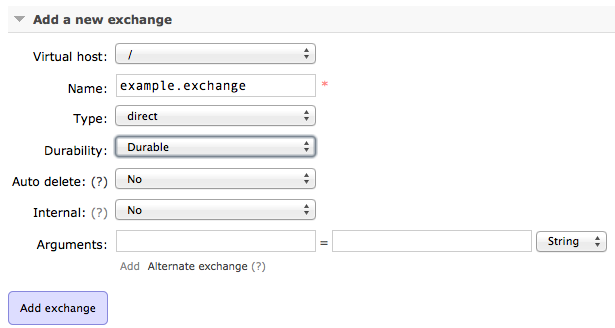 Add a new exchange
Virtual host: /
Name: example.exchange *
Type: direct
Durability: Durable
Auto delete: (?) No
Internal: (?) No
Arguments: = String
Add Alternate exchange (?)
Add exchange